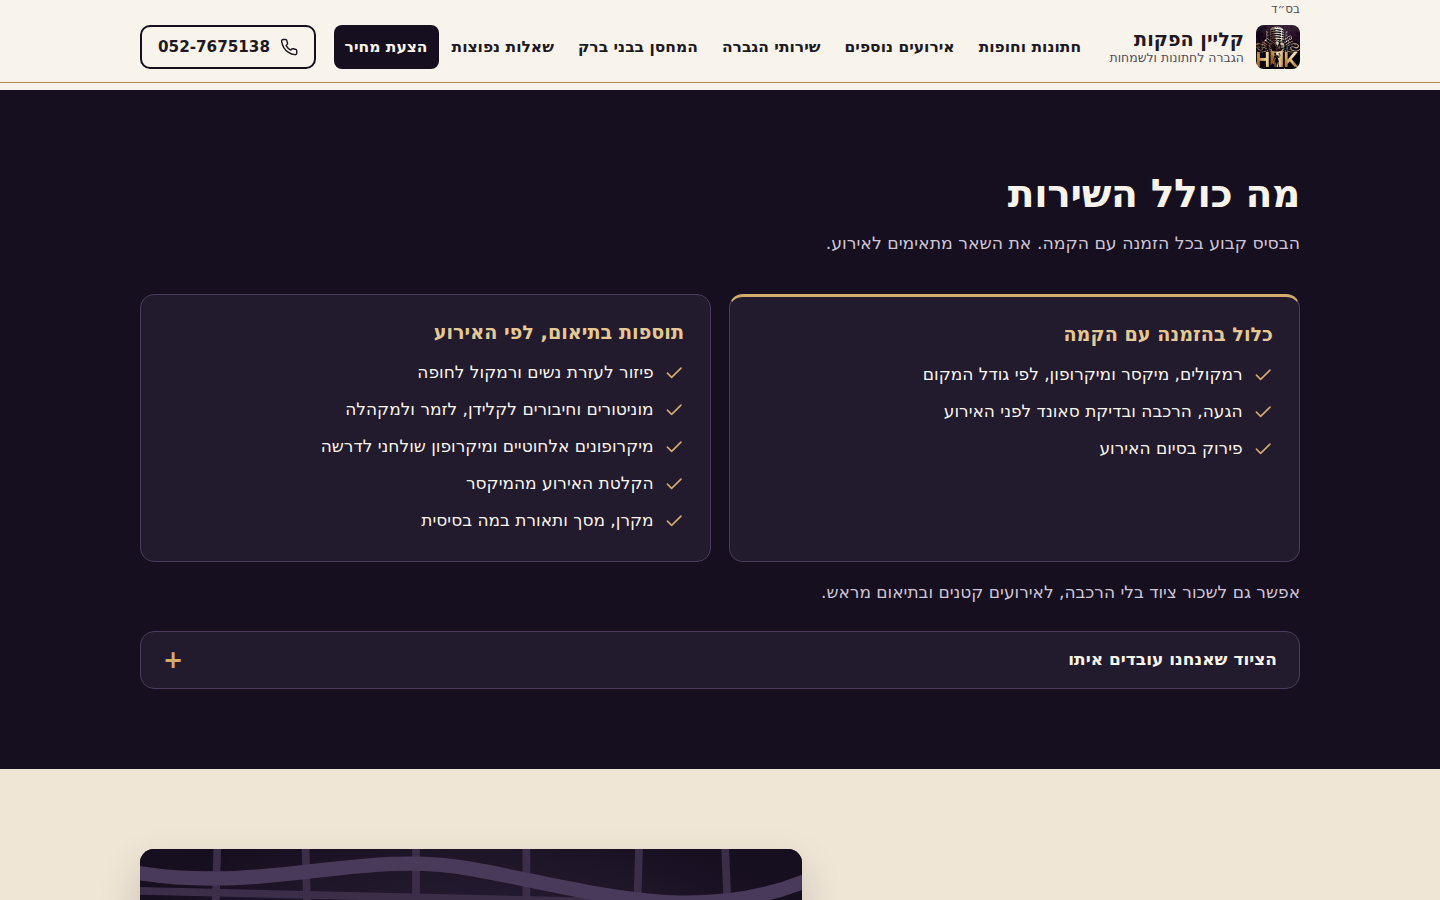 בס״ד
קליין הפקות
הגברה לחתונות ולשמחות
HK
חתונות וחופות
אירועים נוספים
שירותי הגברה
המחסן בבני ברק
שאלות נפוצות
הצעת מחיר
052-7675138
מה כולל השירות
הבסיס קבוע בכל הזמנה עם הקמה. את השאר מתאימים לאירוע.
כלול בהזמנה עם הקמה
רמקולים, מיקסר ומיקרופון, לפי גודל המקום
הגעה, הרכבה ובדיקת סאונד לפני האירוע
פירוק בסיום האירוע
תוספות בתיאום, לפי האירוע
פיזור לעזרת נשים ורמקול לחופה
מוניטורים וחיבורים לקלידן, לזמר ולמקהלה
מיקרופונים אלחוטיים ומיקרופון שולחני לדרשה
הקלטת האירוע מהמיקסר
מקרן, מסך ותאורת במה בסיסית
אפשר גם לשכור ציוד בלי הרכבה, לאירועים קטנים ובתיאום מראש.
הציוד שאנחנו עובדים איתו
+